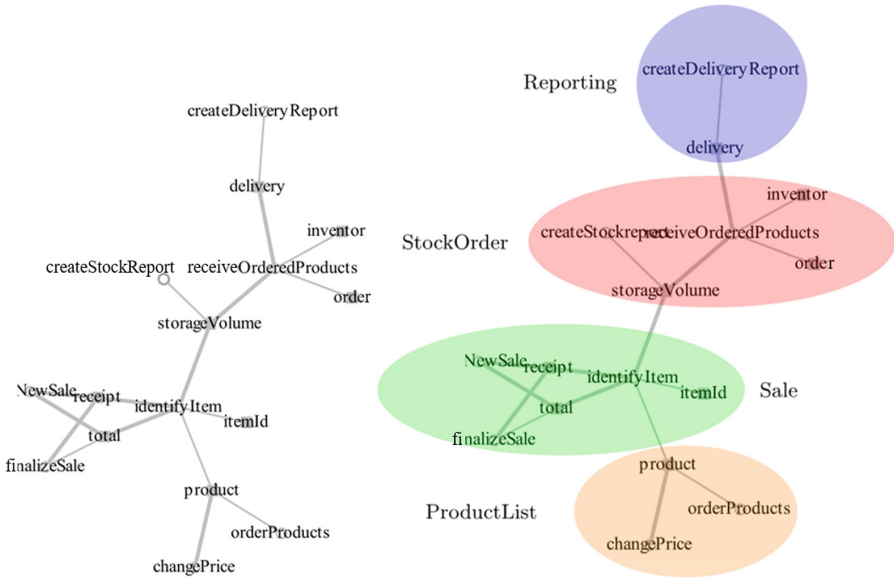 createDeliveryReport
delivery
inventor
createStockReport
receiveOrderedProducts
order
storageVolume
NewSale
receipt
identifyItem
itemId
total
finalizeSale
product
orderProducts
changePrice
Reporting
createDeliveryReport
delivery
inventor
StockOrder
createStockreport
receiveOrderedProducts
order
storageVolume
NewSale
receipt
identifyItem
itemId
Sale
total
finalizeSale
product
ProductList
orderProducts
changePrice